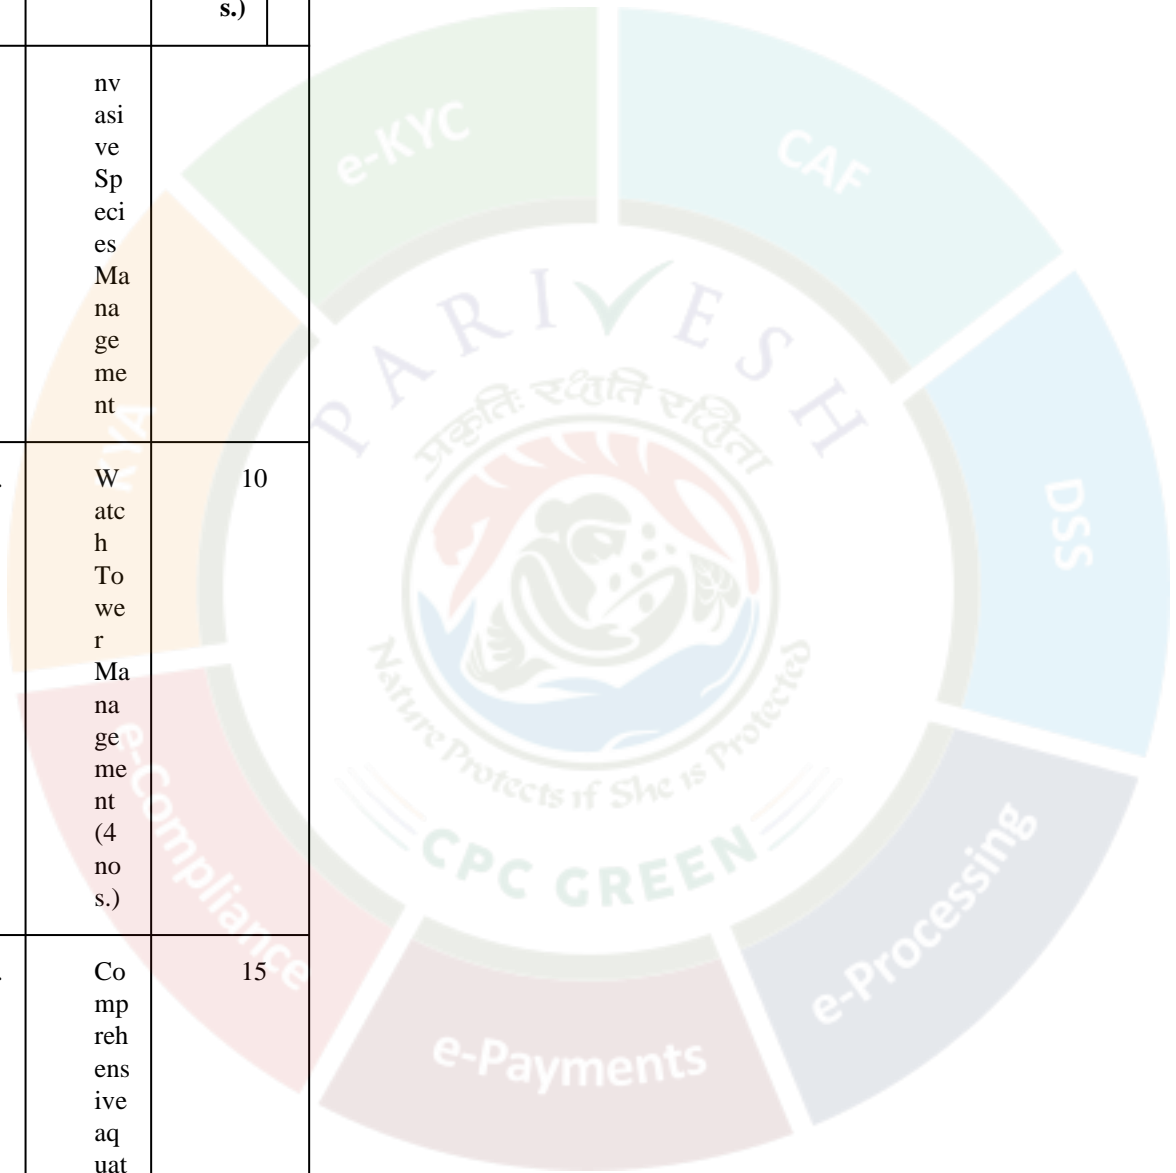 s.)
nv
asi
ve
Sp
eci
es
Ma
na
ge
me
nt
.
W
atc
h
To
we
r
Ma
na
ge
me
nt
(4
no
s.)
10
.
Co
mp
reh
ens
ive
aq
uat
15
e-KYC
CAF
DSS
e-Processing
e-Payments
e-Compliance
KYA
PARIVESH
प्रकृतिः रक्षति रक्षिता
Nature Protects if She is Protected
CPC GREEN